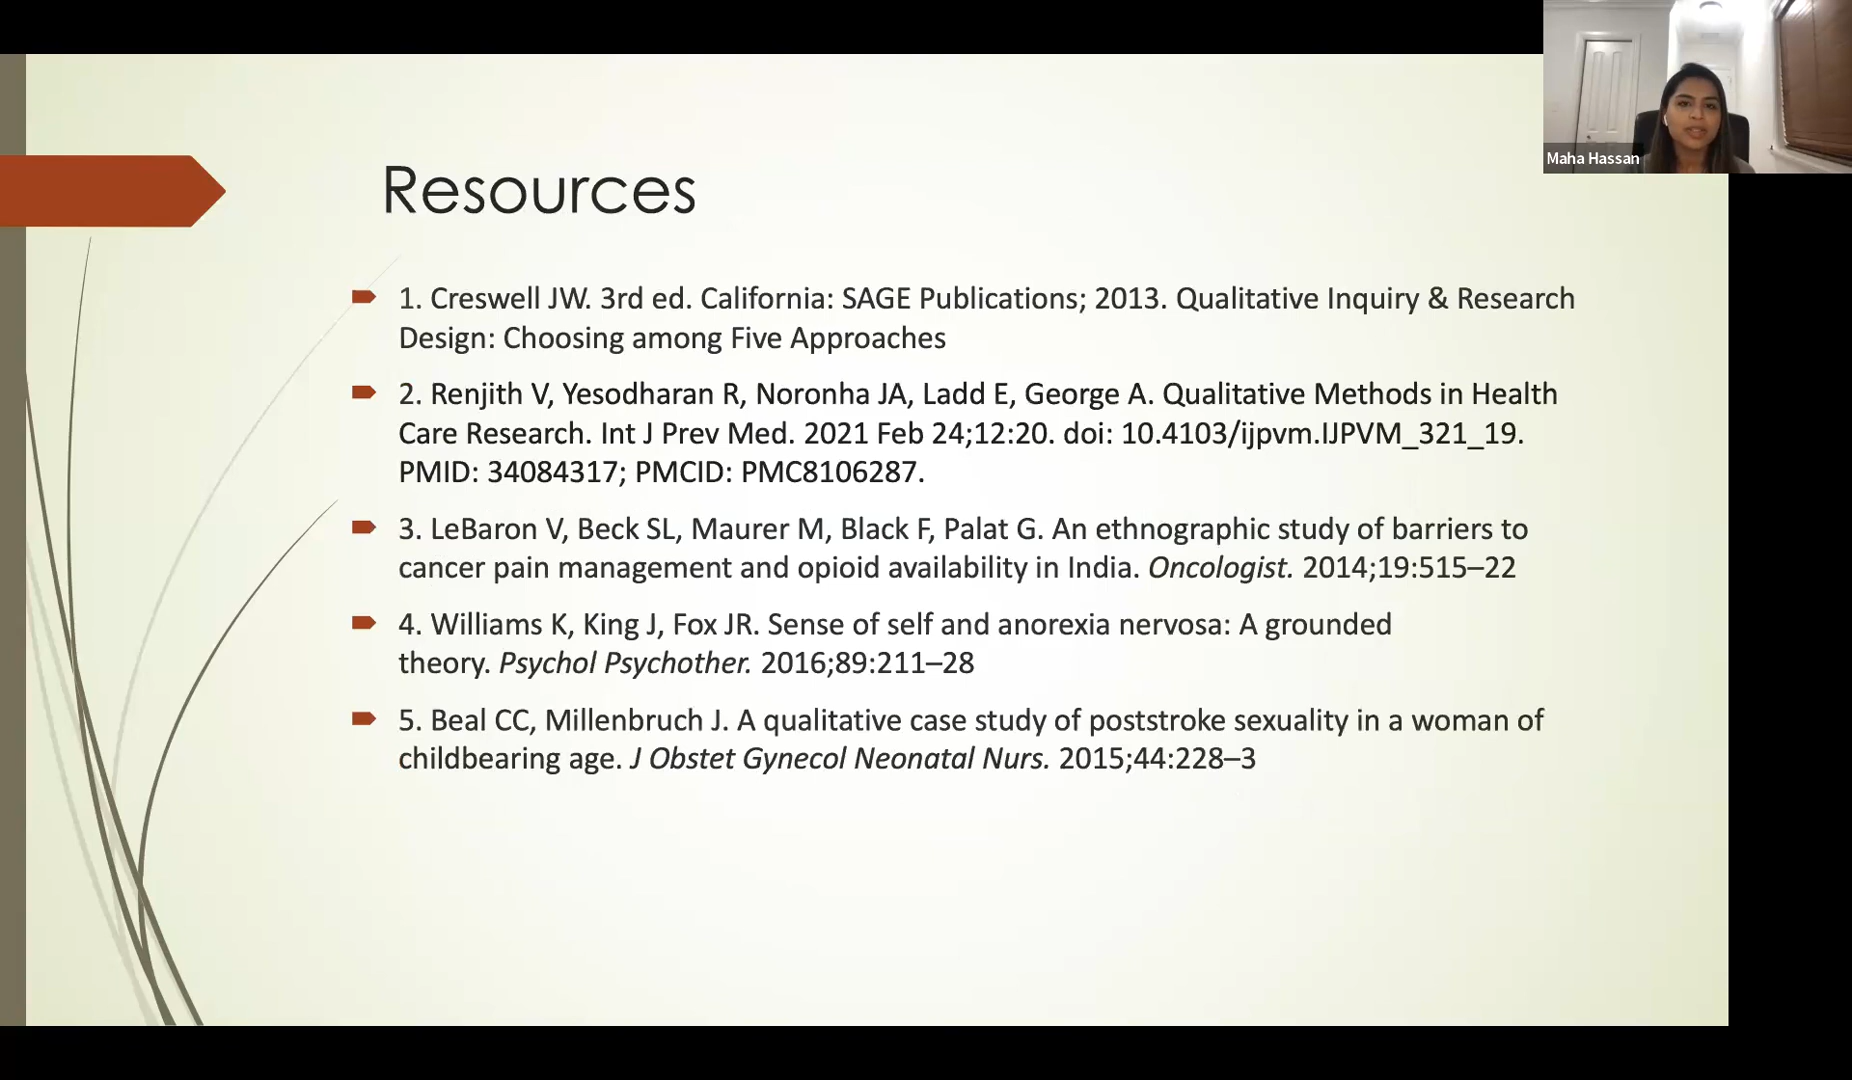 Maha Hassan
Resources
1. Creswell JW. 3rd ed. California: SAGE Publications; 2013. Qualitative Inquiry & Research
Design: Choosing among Five Approaches
2. Renjith V, Yesodharan R, Noronha JA, Ladd E, George A. Qualitative Methods in Health
Care Research. Int J Prev Med. 2021 Feb 24;12:20. doi: 10.4103/ijpvm.IJPVM_321_19.
PMID: 34084317; PMCID: PMC8106287.
3. LeBaron V, Beck SL, Maurer M, Black F, Palat G. An ethnographic study of barriers to
cancer pain management and opioid availability in India. Oncologist. 2014;19:515–22
4. Williams K, King J, Fox JR. Sense of self and anorexia nervosa: A grounded
theory. Psychol Psychother. 2016;89:211–28
5. Beal CC, Millenbruch J. A qualitative case study of poststroke sexuality in a woman of
childbearing age. J Obstet Gynecol Neonatal Nurs. 2015;44:228–3